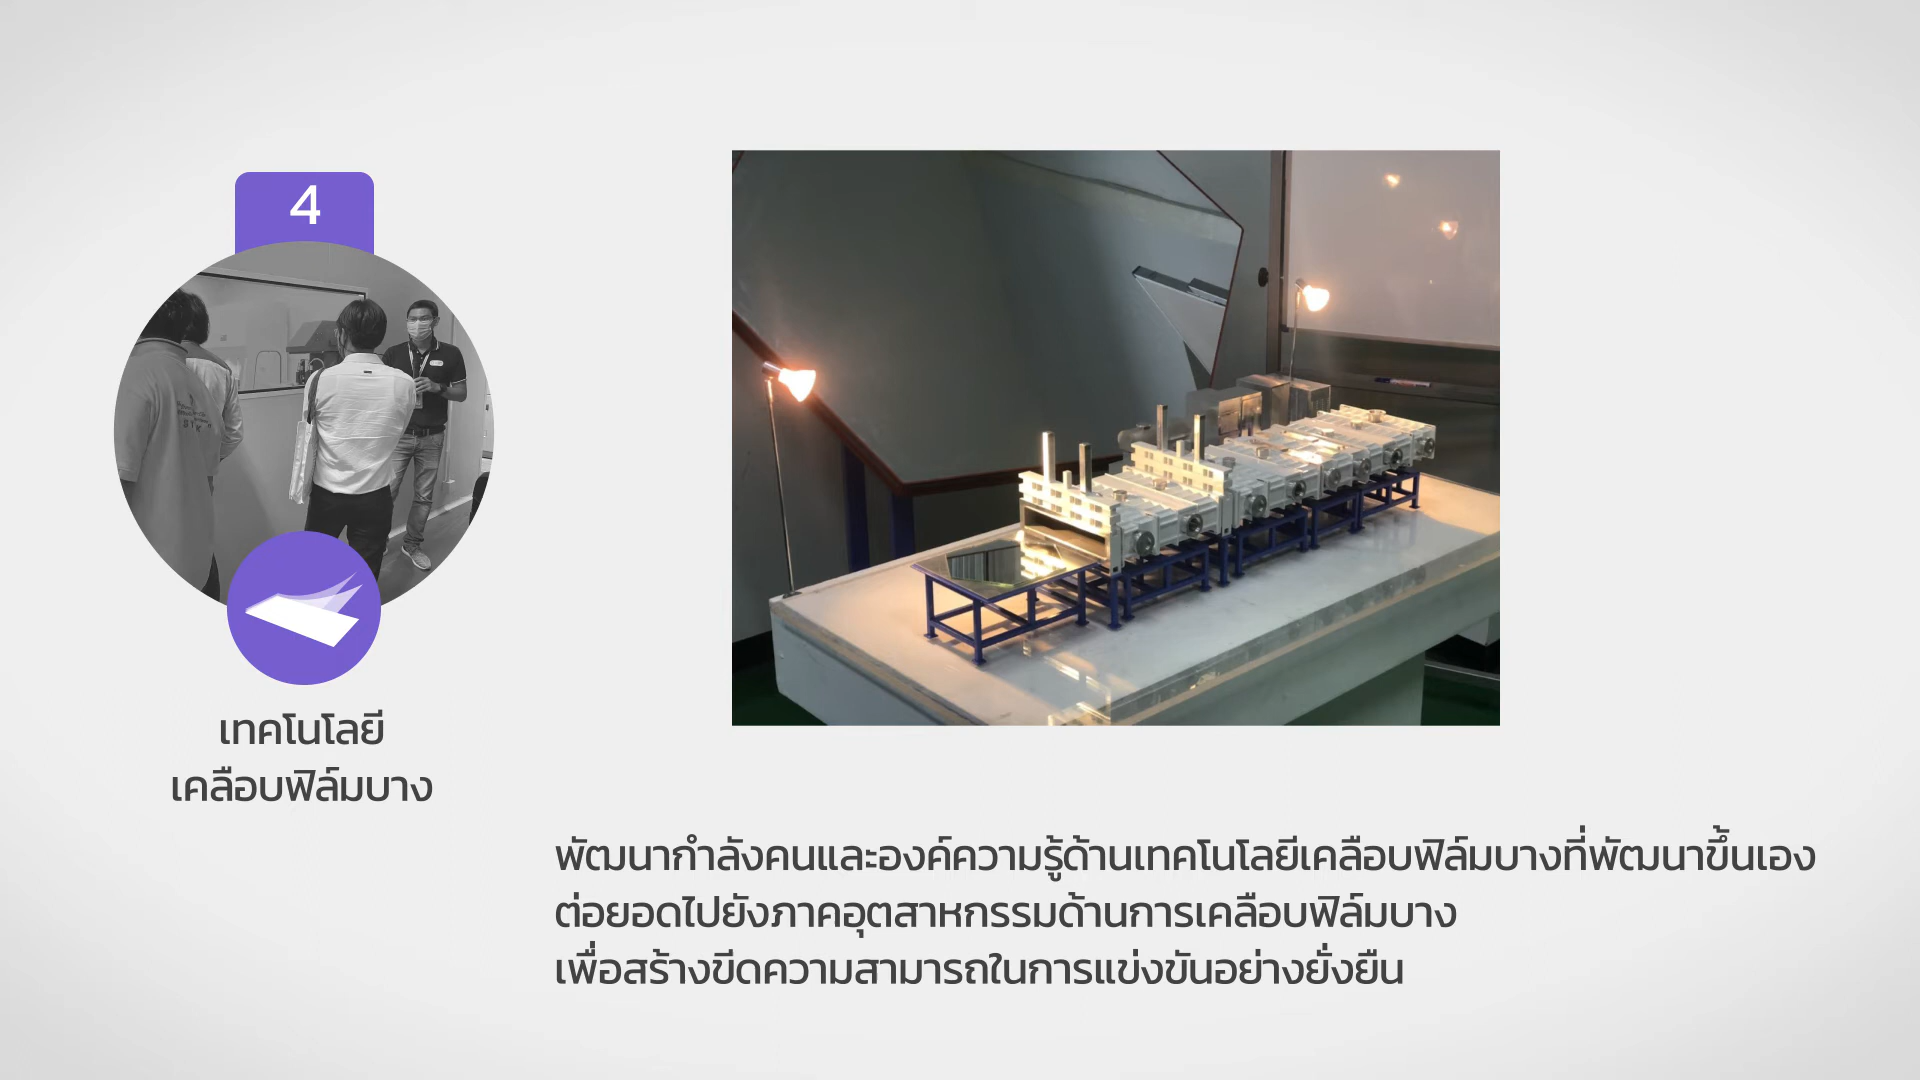 4
เทคโนโลยี
เคลือบฟิล์มบาง
พัฒนากำลังคนและองค์ความรู้ด้านเทคโนโลยีเคลือบฟิล์มบางที่พัฒนาขึ้นเอง
ต่อยอดไปยังภาคอุตสาหกรรมด้านการเคลือบฟิล์มบาง
เพื่อสร้างขีดความสามารถในการแข่งขันอย่างยั่งยืน